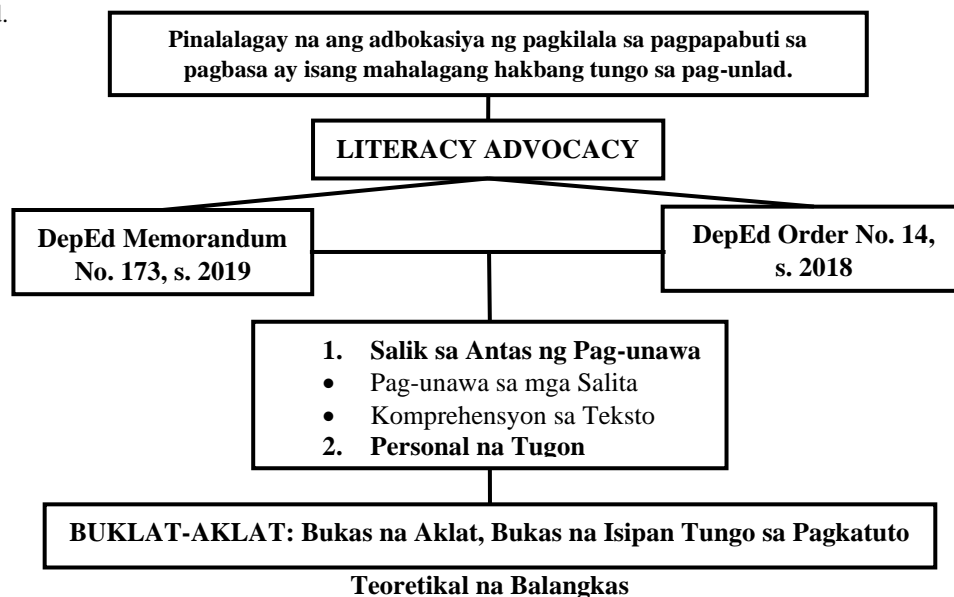 Pinalalagay na ang adbokasiya ng pagkilala sa pagpapabuti sa
pagbasa ay isang mahalagang hakbang tungo sa pag-unlad.
LITERACY ADVOCACY
DepEd Memorandum
No. 173, s. 2019
DepEd Order No. 14,
s. 2018
1. Salik sa Antas ng Pag-unawa
• Pag-unawa sa mga Salita
• Komprehensyon sa Teksto
2. Personal na Tugon
BUKLAT-AKLAT: Bukas na Aklat, Bukas na Isipan Tungo sa Pagkatuto
Teoretikal na Balangkas